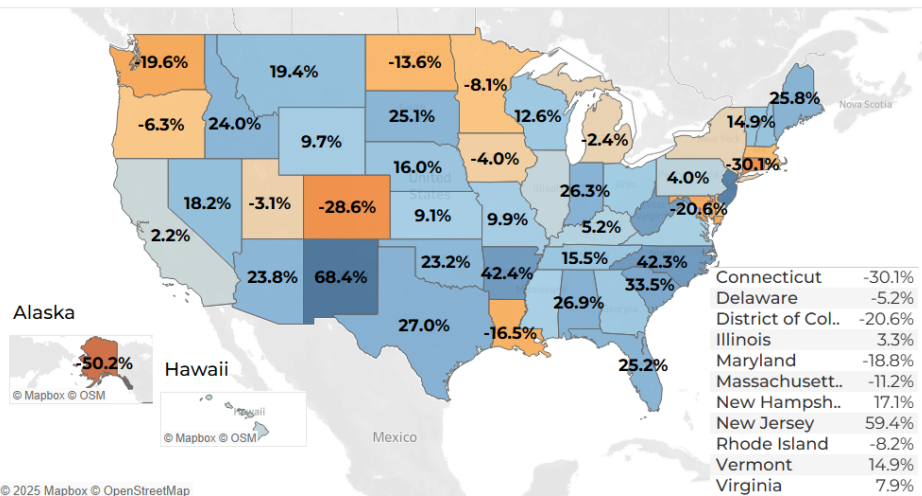 -19.6%
19.4%
-13.6%
-8.1%
25.8%
Nova Scotia
-6.3%
24.0%
25.1%
12.6%
14.9%
9.7%
-2.4%
-30.1%
-4.0%
16.0%
United
States
4.0%
18.2%
-3.1%
-28.6%
26.3%
Ohio
-20.6%
9.1%
9.9%
5.2%
2.2%
23.8%
68.4%
23.2%
42.4%
15.5%
42.3%
33.5%
27.0%
-16.5%
26.9%
Georgia
25.2%
Mexico
Alaska
-50.2%
© Mapbox © OSM
Hawaii
Hawaii
© Mapbox © OSM
Connecticut -30.1%
Delaware -5.2%
District of Col.. -20.6%
Illinois 3.3%
Maryland -18.8%
Massachusett.. -11.2%
New Hampsh.. 17.1%
New Jersey 59.4%
Rhode Island -8.2%
Vermont 14.9%
Virginia 7.9%
© 2025 Mapbox © OpenStreetMap